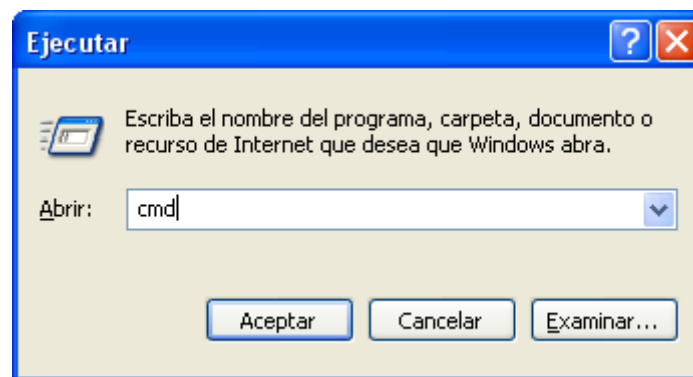 Ejecutar
?
Escriba el nombre del programa, carpeta, documento o
recurso de Internet que desea que Windows abra.
Abrir: cmd
Aceptar Cancelar Examinar...